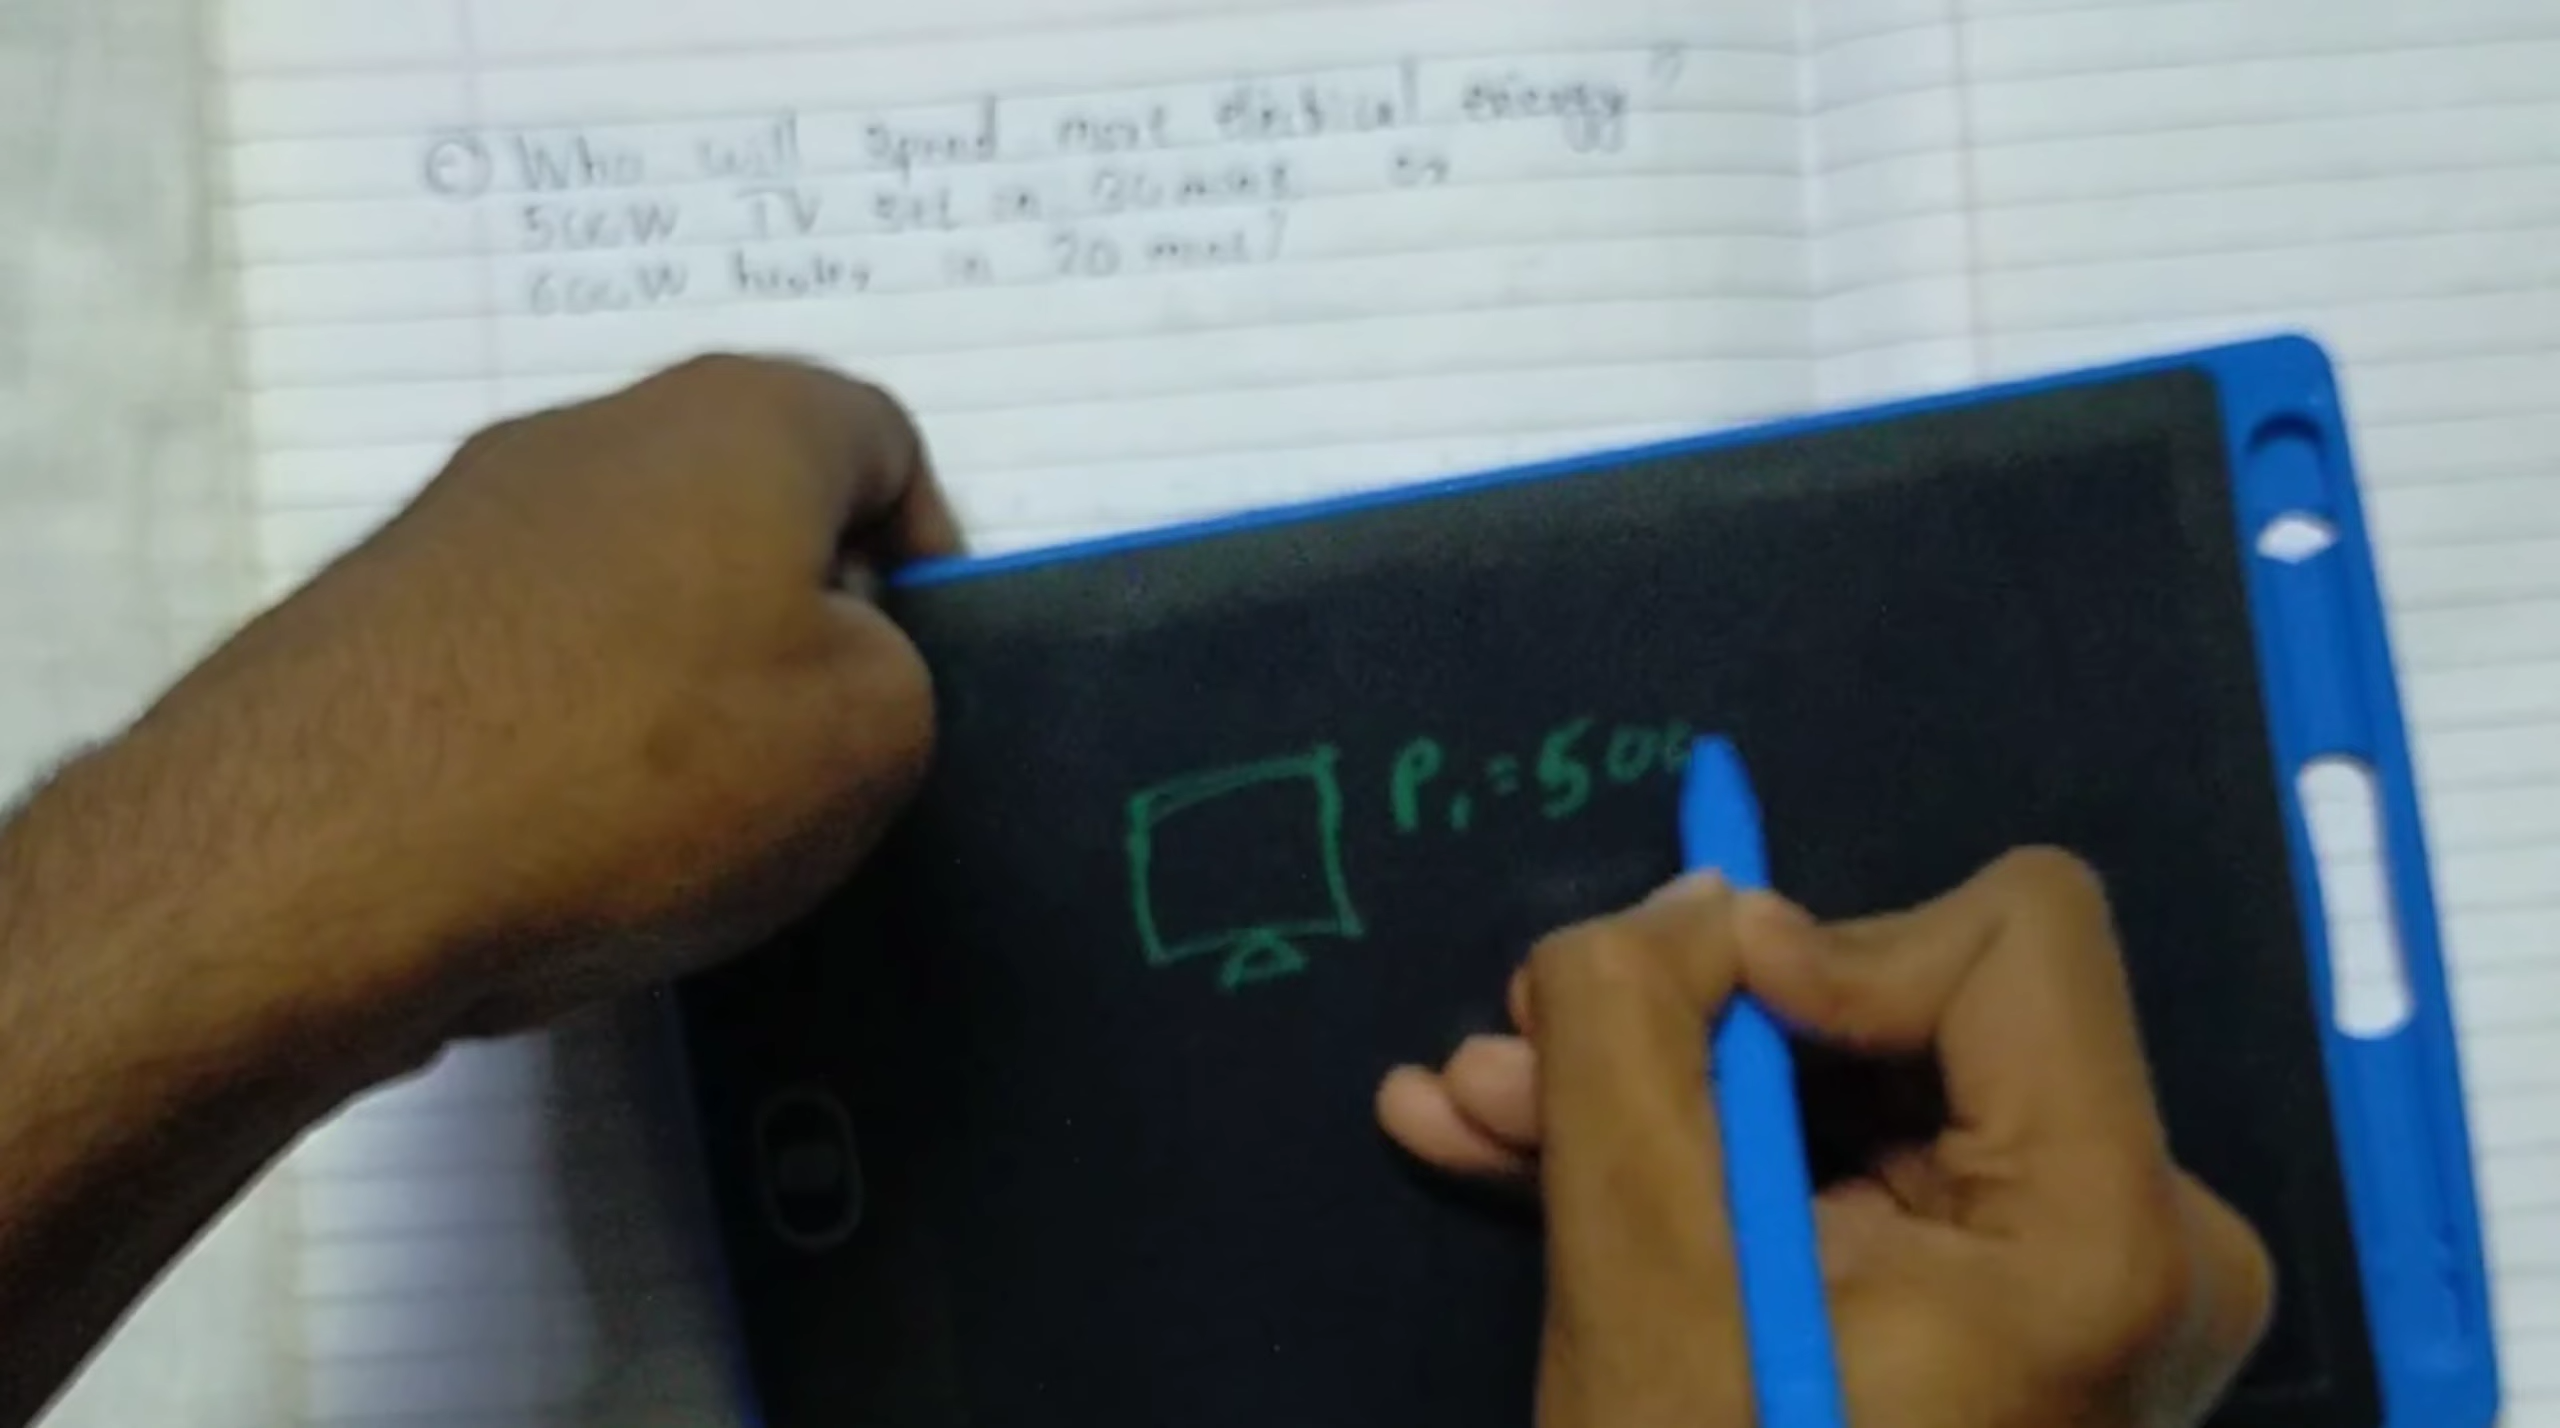 (c) Who will spend more electrical energy?
500W TV set in 30 mins or
600W heater in 20 mins?
P₁ = 500